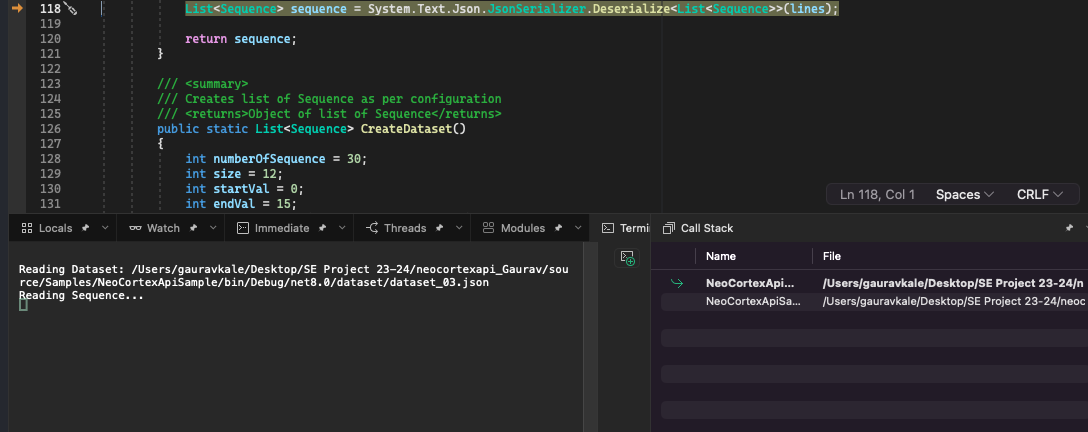 118 List<Sequence> sequence = System.Text.Json.JsonSerializer.Deserialize<List<Sequence>>(lines);
119
120 return sequence;
121 }
122
123 /// <summary>
124 /// Creates list of Sequence as per configuration
125 /// <returns>Object of list of Sequence</returns>
126 public static List<Sequence> CreateDataset()
127 {
128 int numberOfSequence = 30;
129 int size = 12;
130 int startVal = 0;
131 int endVal = 15;
Ln 118, Col 1 Spaces CRLF
Locals Watch Immediate Threads Modules Termi
Reading Dataset: /Users/gauravkale/Desktop/SE Project 23-24/neocortexapi_Gaurav/sou
rce/Samples/NeoCortexApiSample/bin/Debug/net8.0/dataset/dataset_03.json
Reading Sequence...
Call Stack
Name File
NeoCortexApi... /Users/gauravkale/Desktop/SE Project 23-24/n
NeoCortexApiSa... /Users/gauravkale/Desktop/SE Project 23-24/neoc